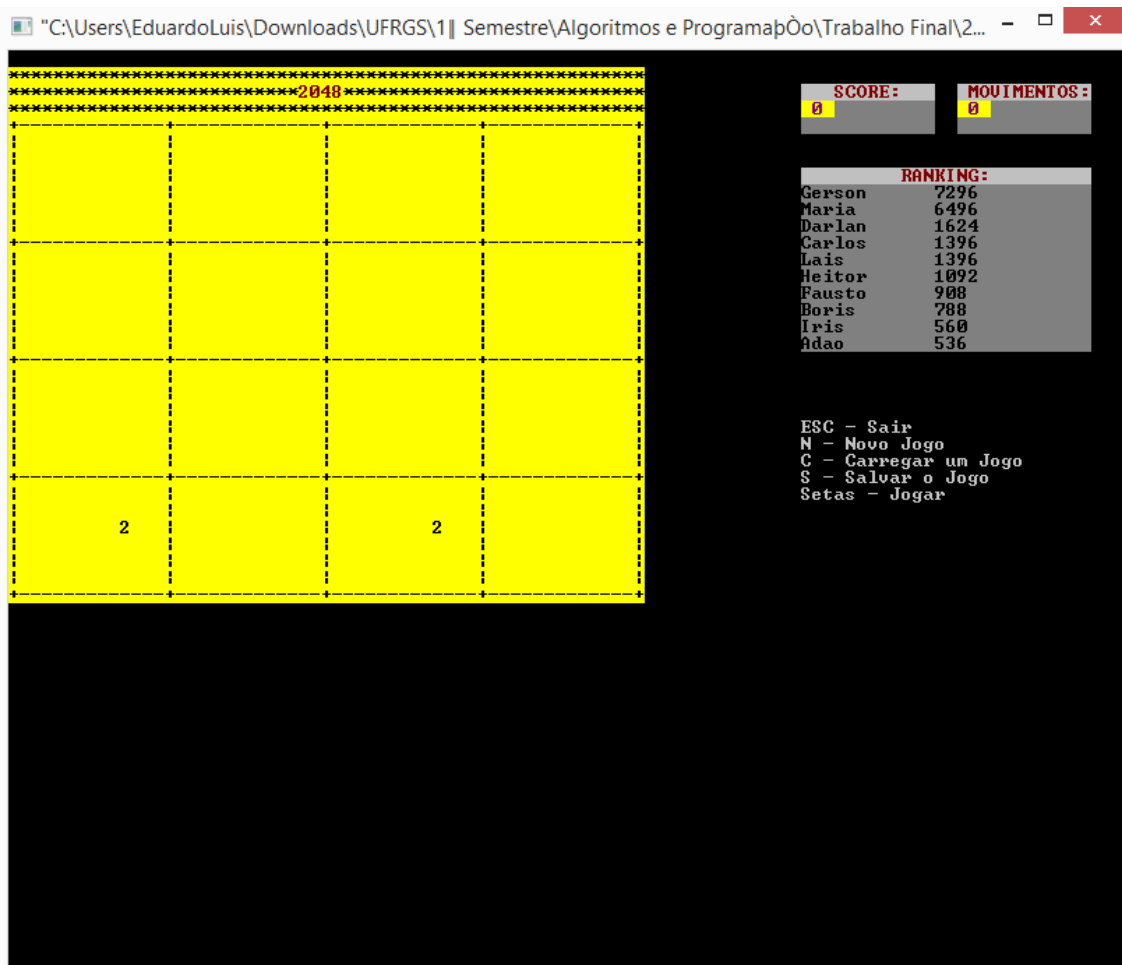 "C:\Users\EduardoLuis\Downloads\UFRGS\1‖ Semestre\Algoritmos e ProgramaþÒo\Trabalho Final\2...
2048
SCORE: MOVIMENTOS:
0 0
RANKING:
Gerson 7296
Maria 6496
Darlan 1624
Carlos 1396
Lais 1396
Heitor 1092
Fausto 908
Boris 788
Iris 560
Adao 536
ESC - Sair
N - Novo Jogo
C - Carregar um Jogo
S - Salvar o Jogo
Setas - Jogar
2 2